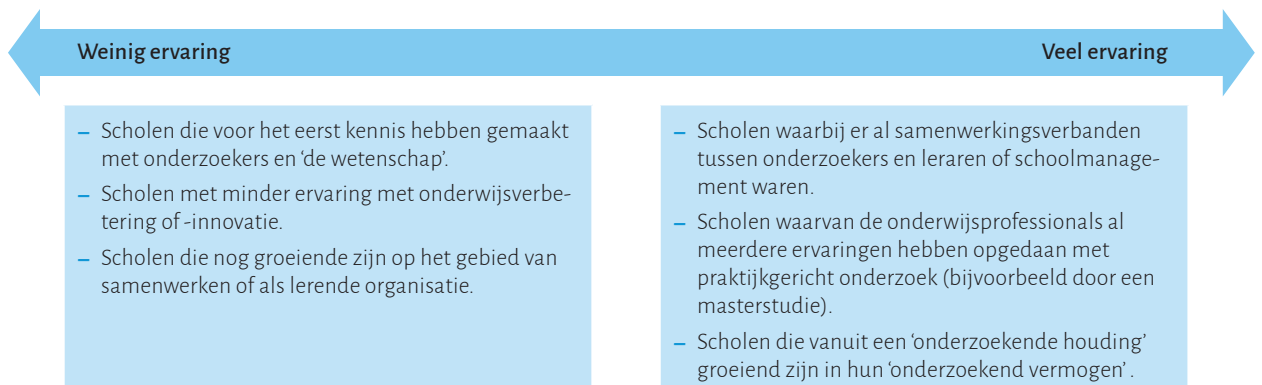 Weinig ervaring
Veel ervaring
– Scholen die voor het eerst kennis hebben gemaakt
met onderzoekers en ‘de wetenschap’.
– Scholen met minder ervaring met onderwijsverbe-
tering of -innovatie.
– Scholen die nog groeiende zijn op het gebied van
samenwerken of als lerende organisatie.
– Scholen waarbij er al samenwerkingsverbanden
tussen onderzoekers en leraren of schoolmanage-
ment waren.
– Scholen waarvan de onderwijsprofessionals al
meerdere ervaringen hebben opgedaan met
praktijkgericht onderzoek (bijvoorbeeld door een
masterstudie).
– Scholen die vanuit een ‘onderzoekende houding’
groeiend zijn in hun ‘onderzoekend vermogen’ .